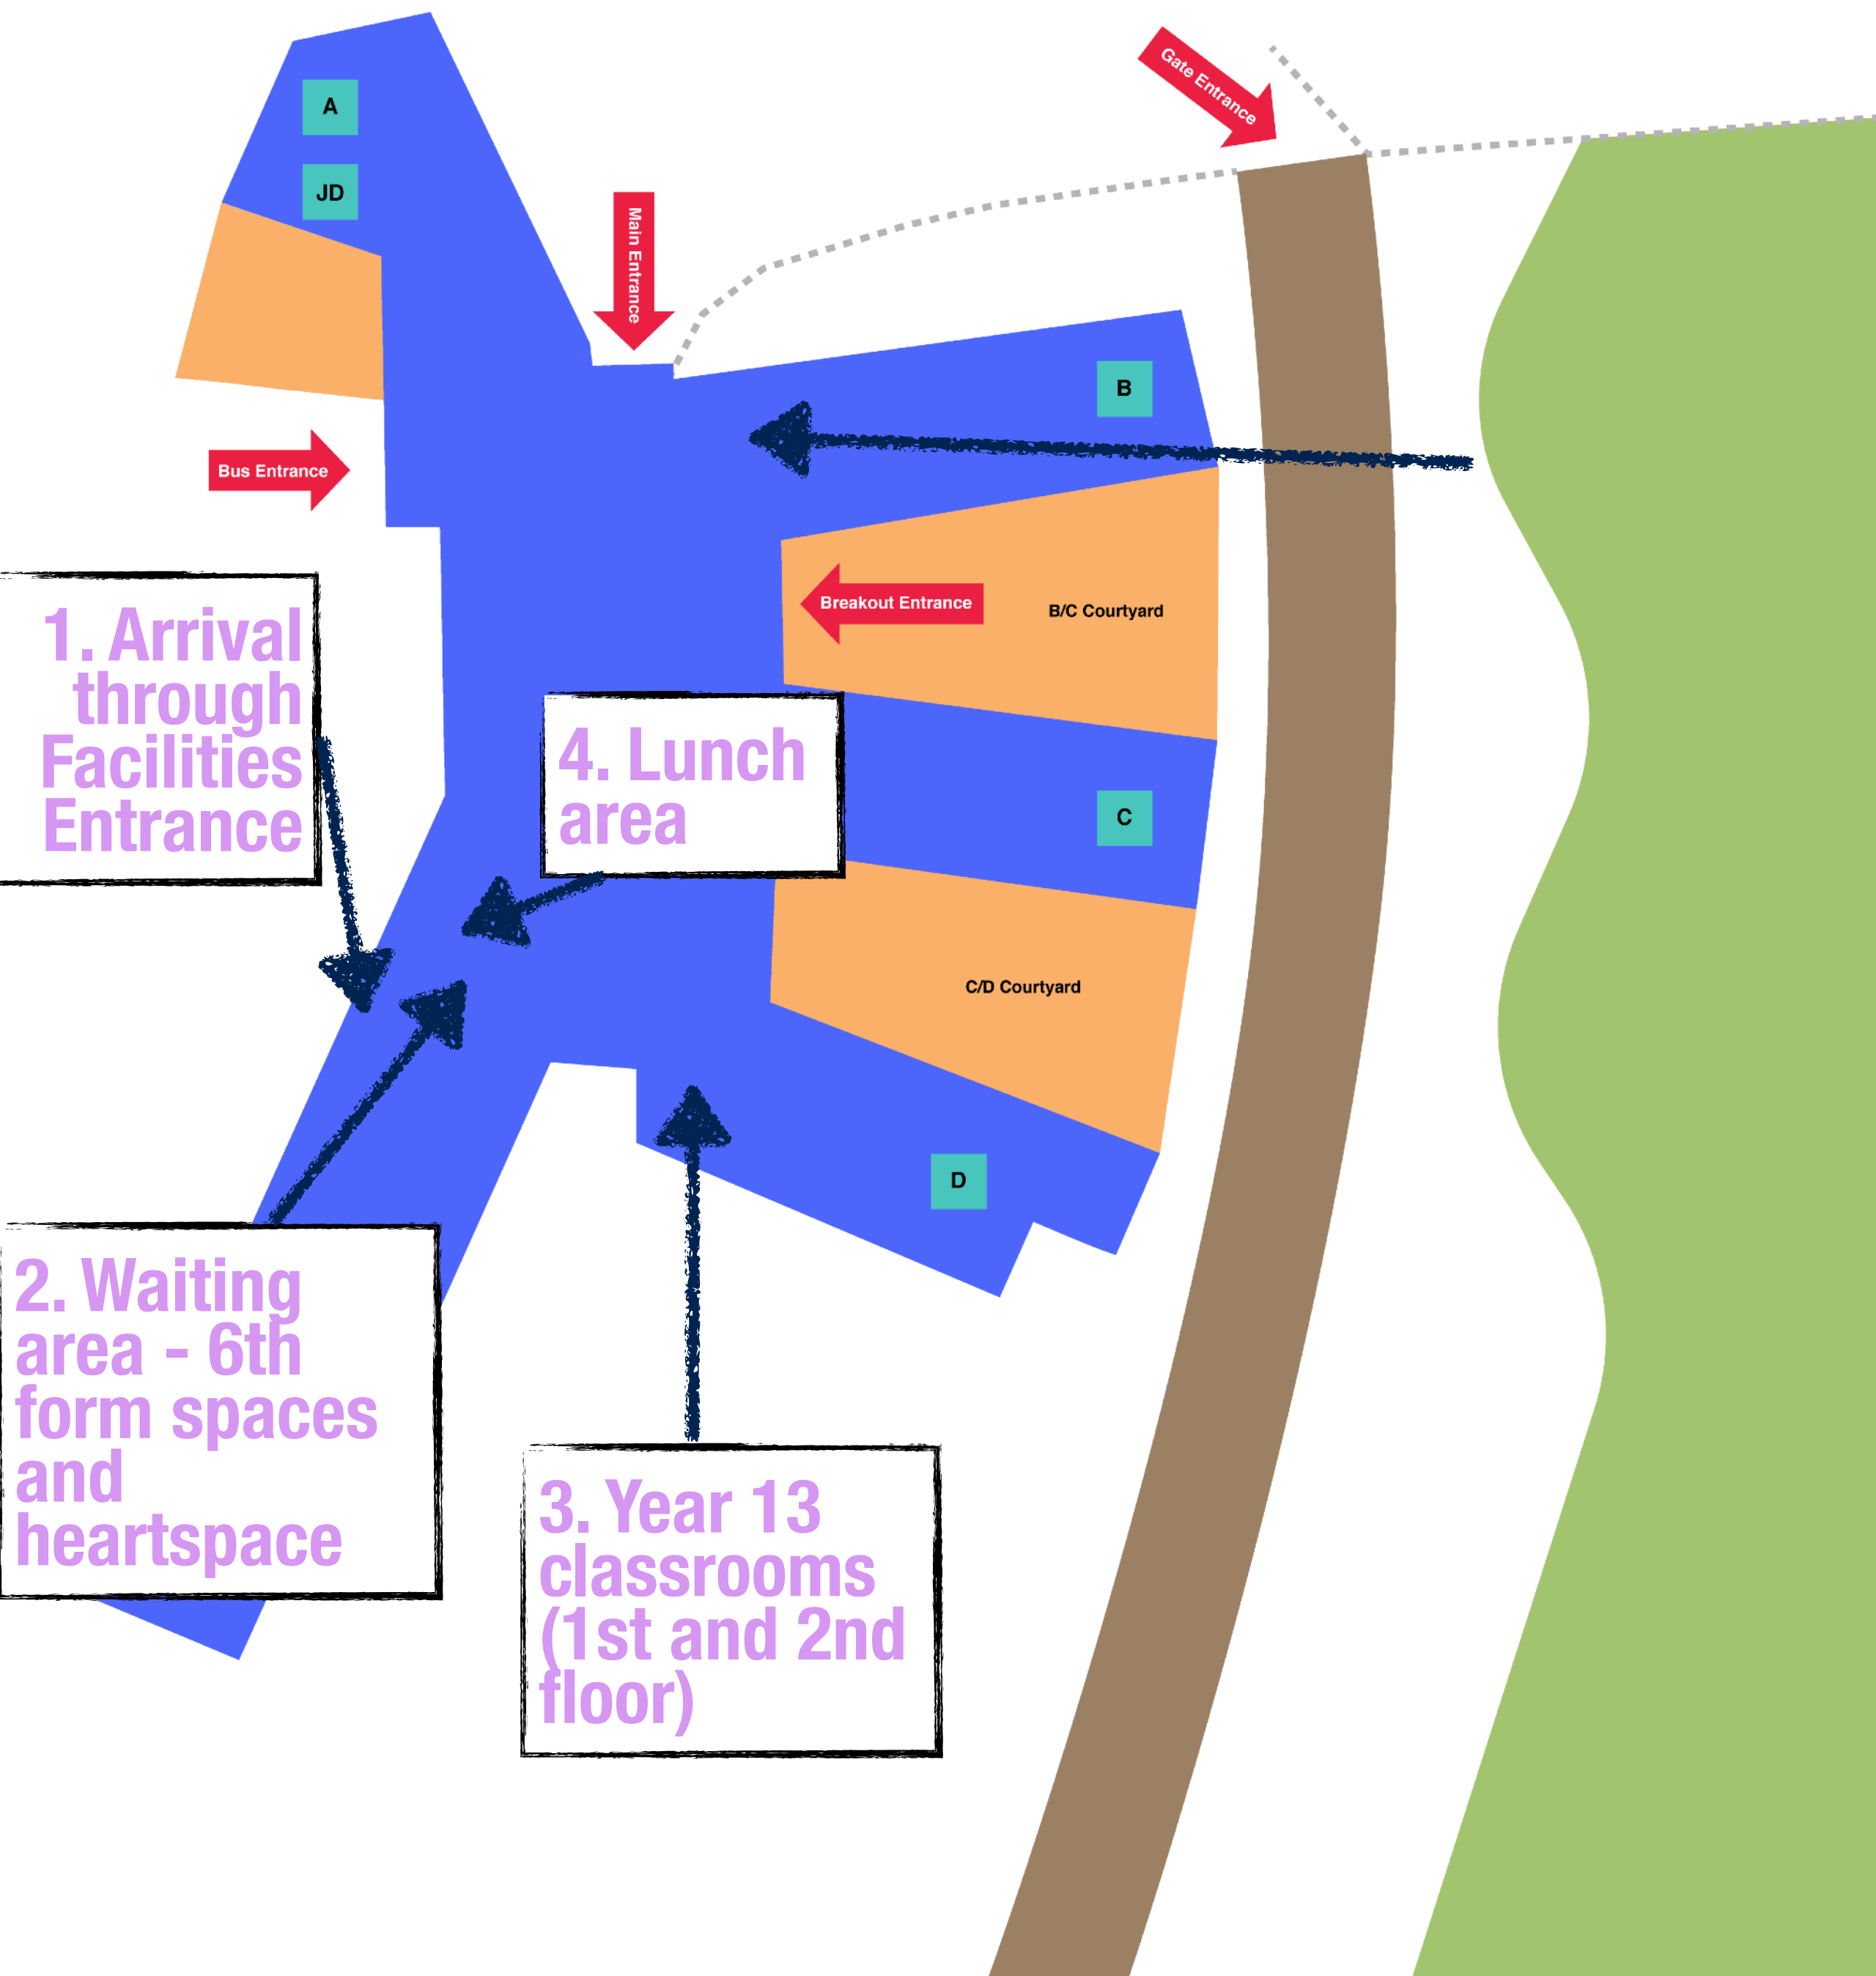 Gate Entrance
A
JD
Main Entrance
B
Bus Entrance
Breakout Entrance
B/C Courtyard
1. Arrival
through
Facilities
Entrance
4. Lunch
area
C
C/D Courtyard
D
2. Waiting
area - 6th
form spaces
and
heartspace
3. Year 13
classrooms
(1st and 2nd
floor)